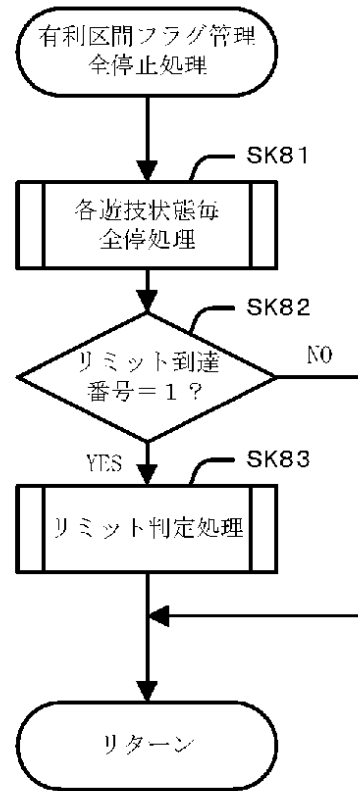 有利区間フラグ管理
全停止処理
SK81
各遊技状態毎
全停処理
SK82
リミット到達
番号=1?
NO
YES
SK83
リミット判定処理
リターン